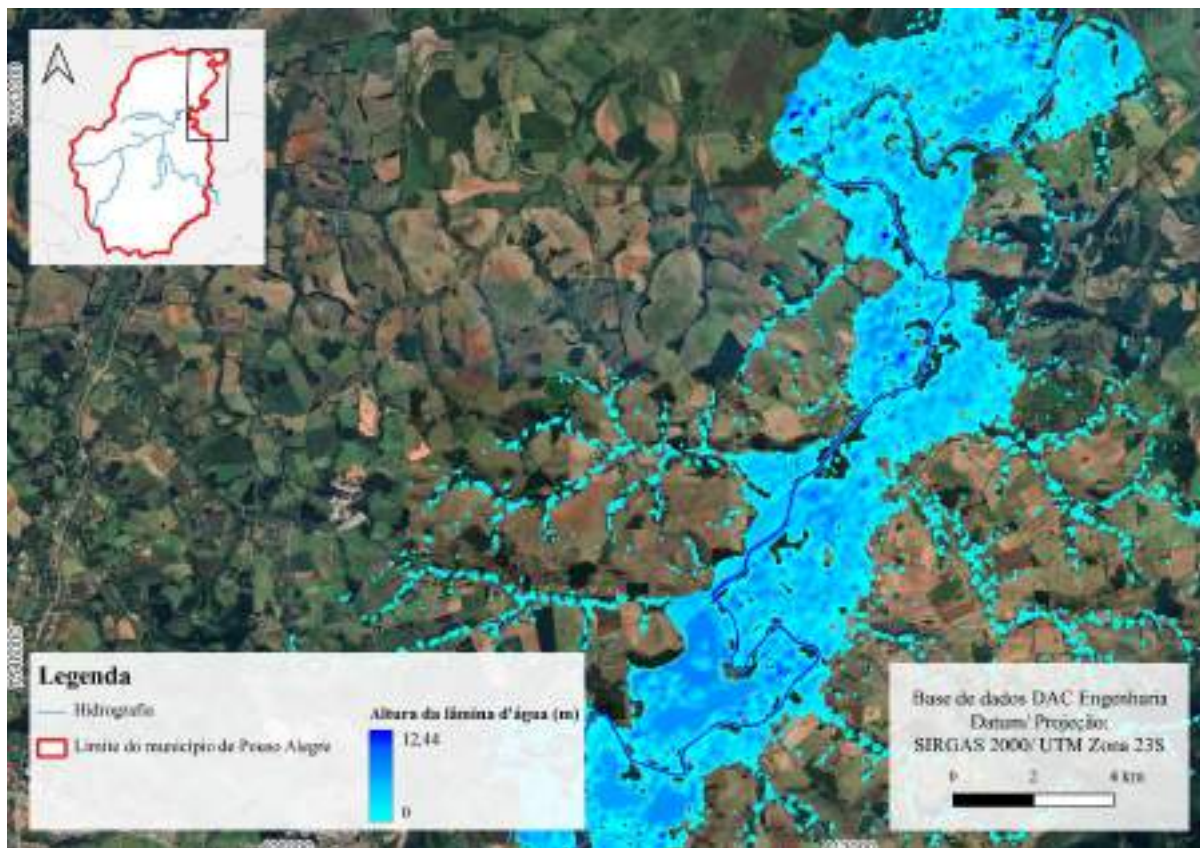 Legenda
Hidrografia
Limite do município de Pouso Alegre
Altura da lâmina d'água (m)
12,44
0
Base de dados DAC Engenharia
Datum/ Projeção:
SIRGAS 2000/ UTM Zona 23S
0 2 4 km